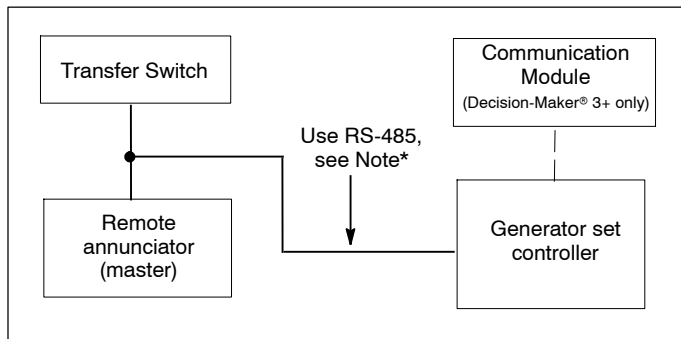 Transfer Switch
Communication
Module
(Decision-Maker® 3+ only)
Use RS-485,
see Note*
Remote
annunciator
(master)
Generator set
controller